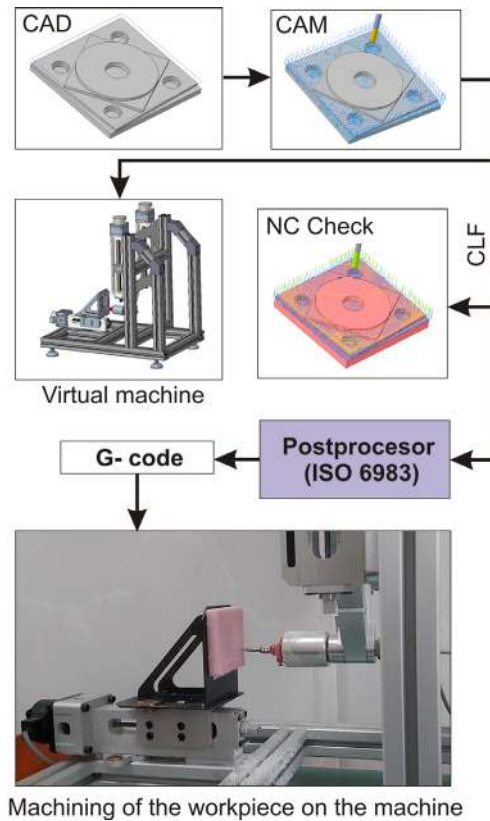 CAD
CAM
NC Check
CLF
Virtual machine
G- code
Postprocesor
(ISO 6983)
Machining of the workpiece on the machine